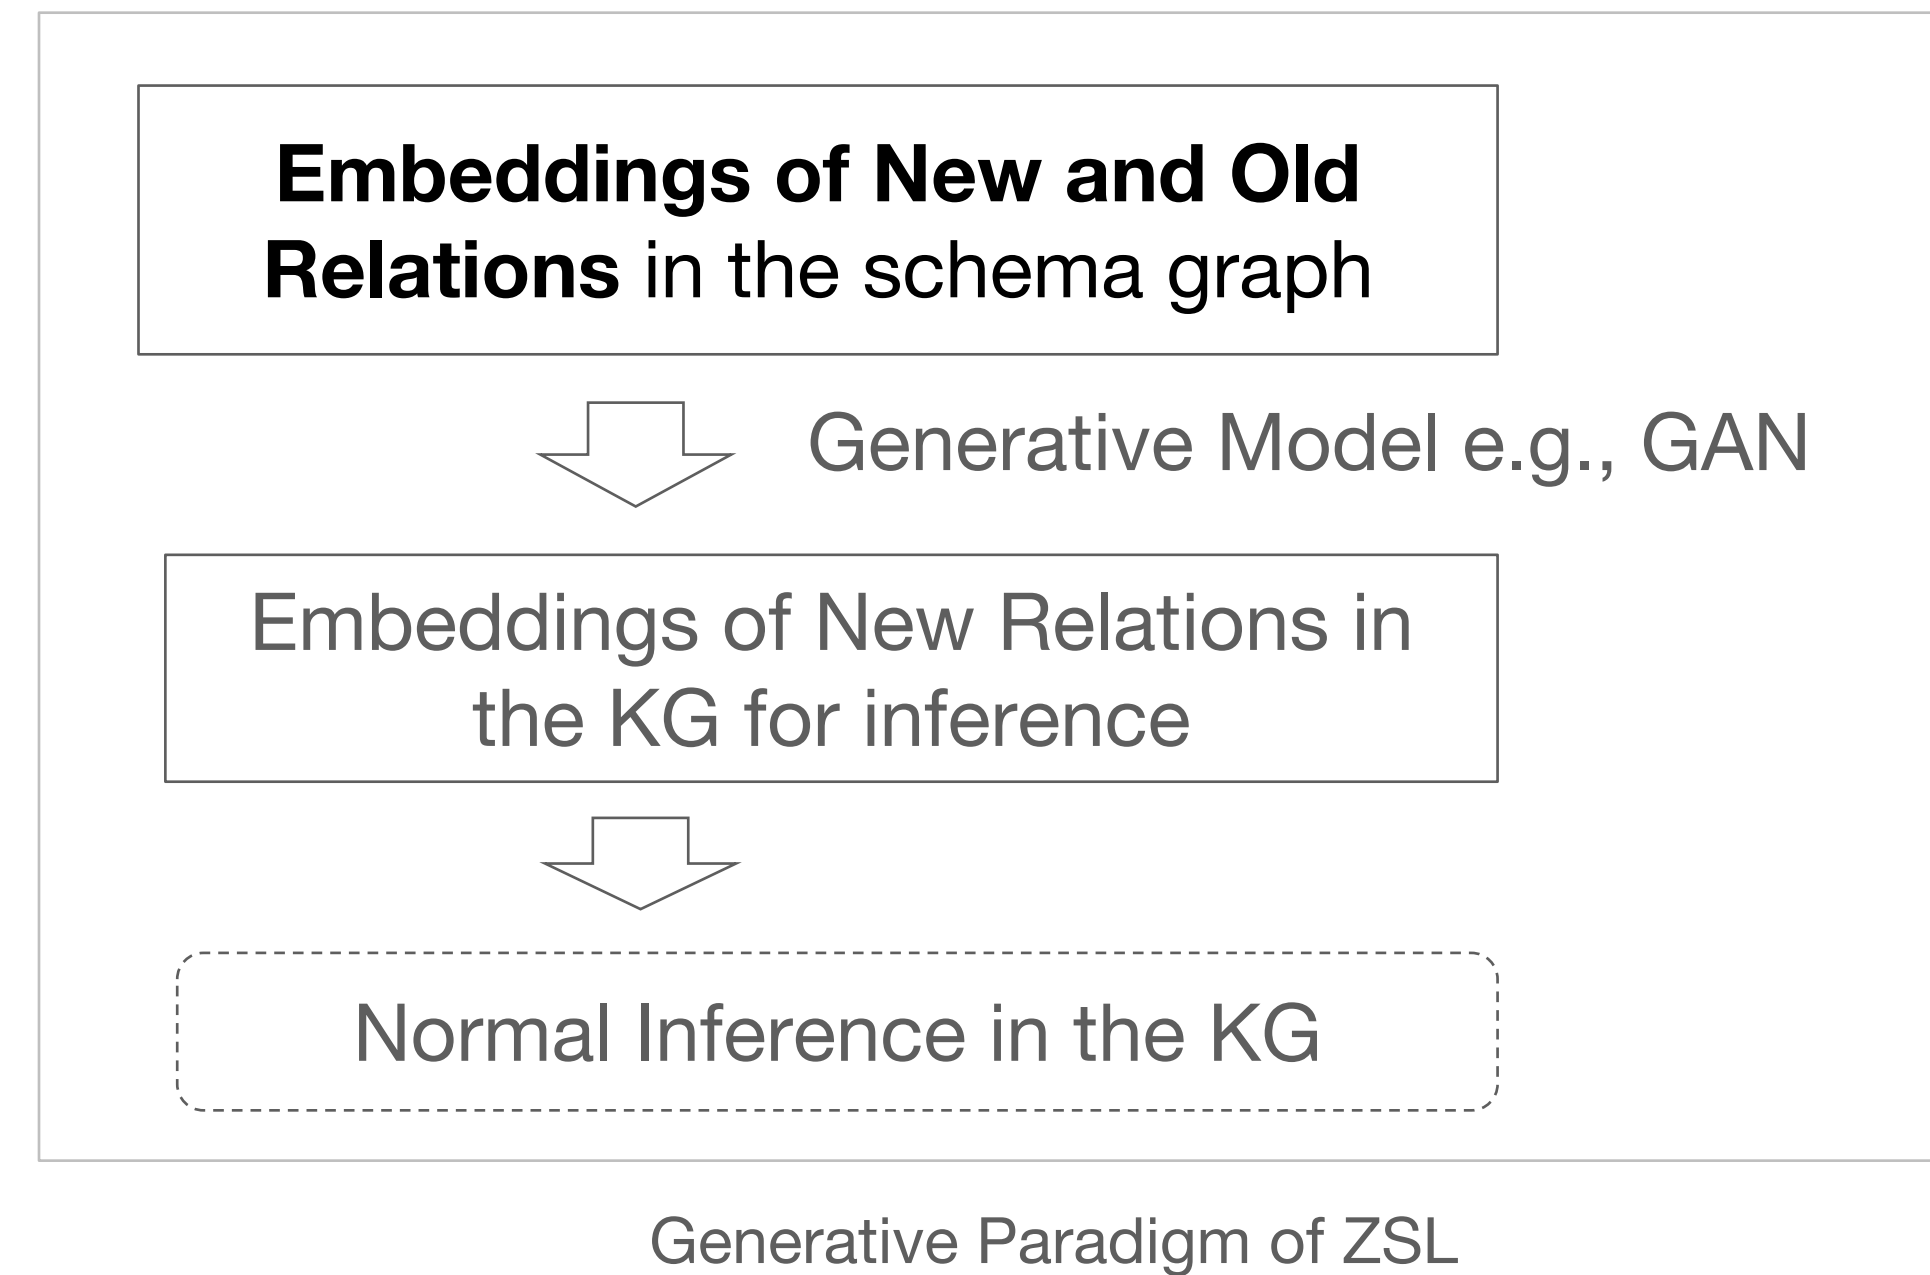 Embeddings of New and Old
Relations in the schema graph
Generative Model e.g., GAN
Embeddings of New Relations in
the KG for inference
Normal Inference in the KG
Generative Paradigm of ZSL